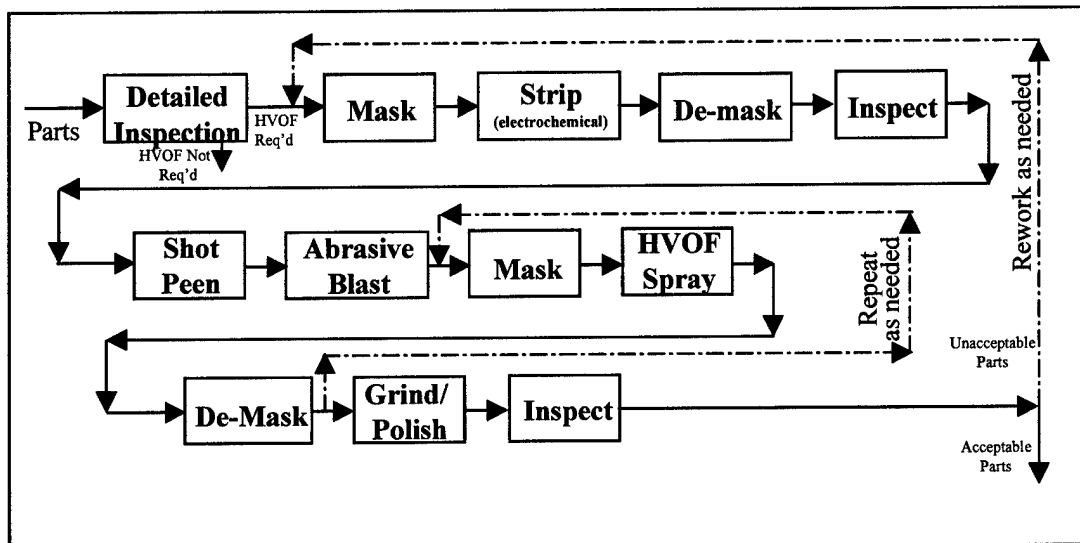 Parts
Detailed
Inspection
HVOF
Req'd
HVOF Not
Req'd
Mask
Strip
(electrochemical)
De-mask
Inspect
Rework as needed
Shot
Peen
Abrasive
Blast
Mask
HVOF
Spray
Repeat
as needed
De-Mask
Grind/
Polish
Inspect
Unacceptable
Parts
Acceptable
Parts